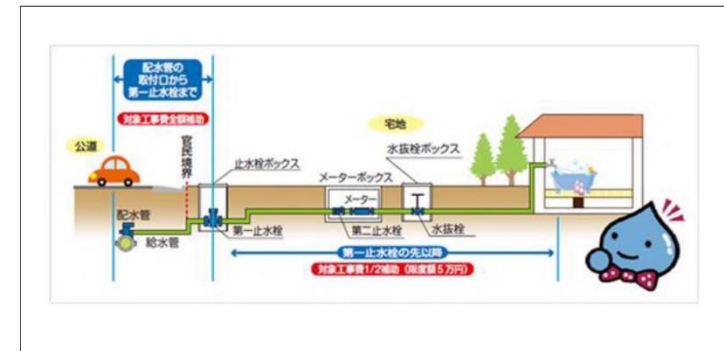 配水管の
取付口から
第一止水栓まで
対象工事費全額補助
公道
官民境界
宅地
止水栓ボックス
水抜栓ボックス
メーターボックス
メーター
配水管
給水管
第一止水栓
第二止水栓
水抜栓
第一止水栓の先以降
対象工事費1/2補助（限度額5万円）